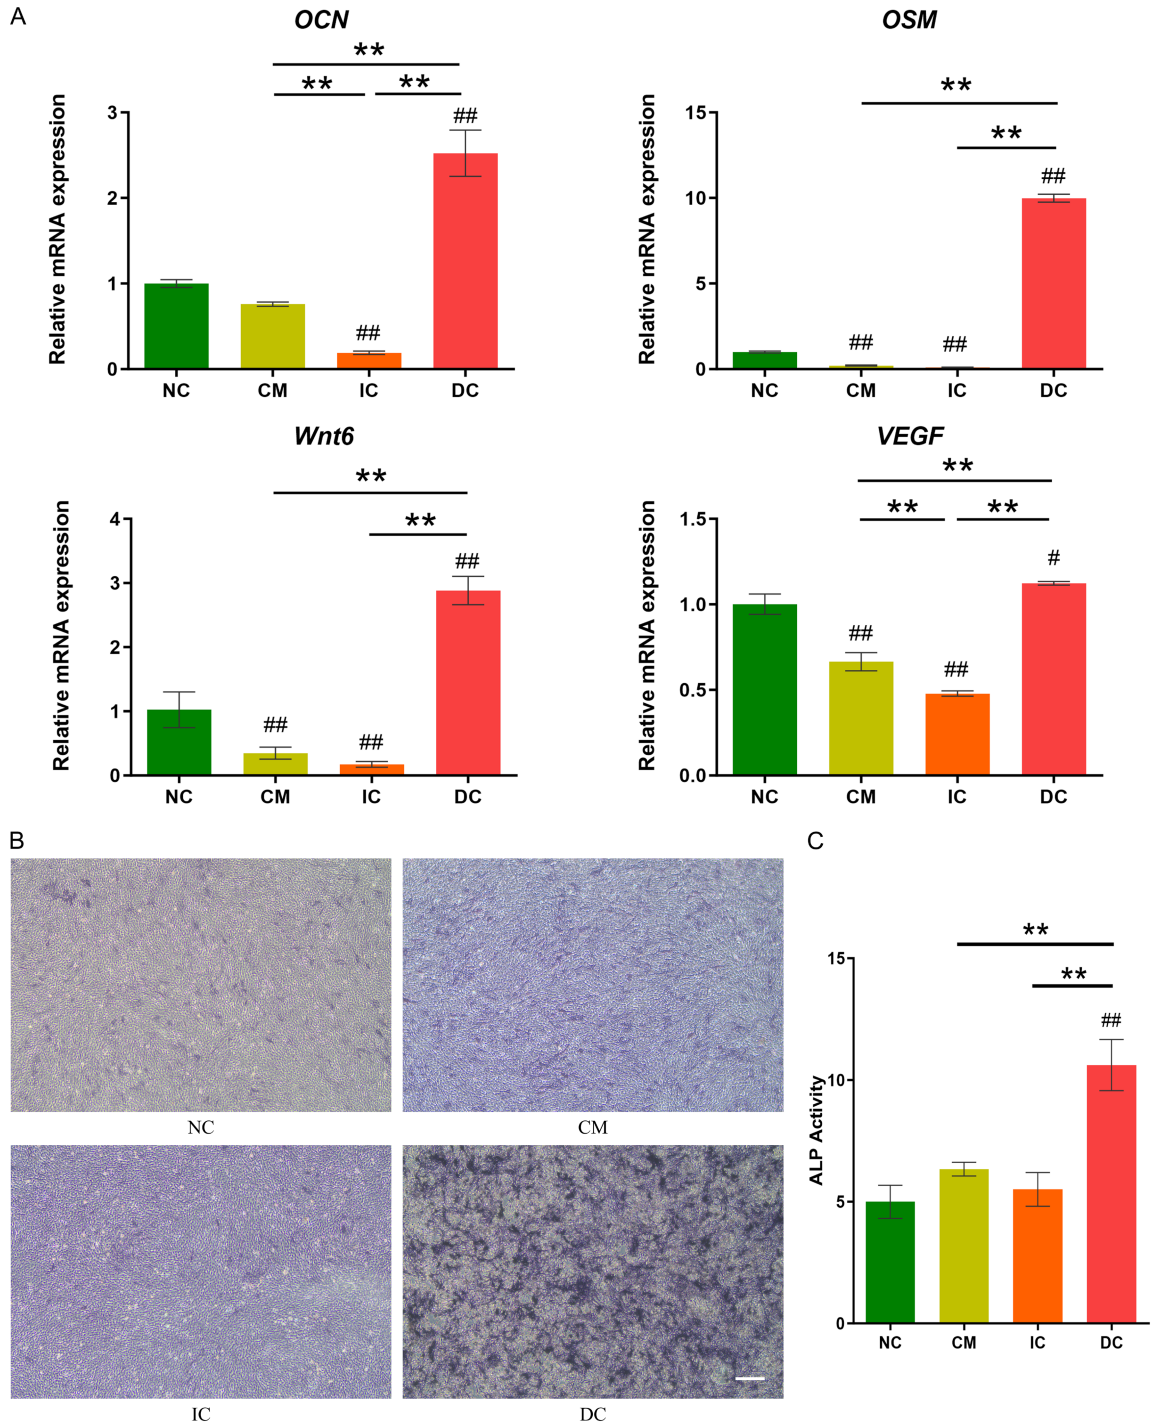 A
OCN
**
**
**
##
##
Relative mRNA expression
3
2
1
0
NC
CM
IC
DC
OSM
**
**
##
##
##
Relative mRNA expression
15
10
5
0
NC
CM
IC
DC
Wnt6
**
**
##
##
##
Relative mRNA expression
4
3
2
1
0
NC
CM
IC
DC
VEGF
**
**
**
#
##
##
Relative mRNA expression
1.5
1.0
0.5
0.0
NC
CM
IC
DC
B
NC
CM
IC
DC
C
**
**
##
ALP Activity
15
10
5
0
NC
CM
IC
DC